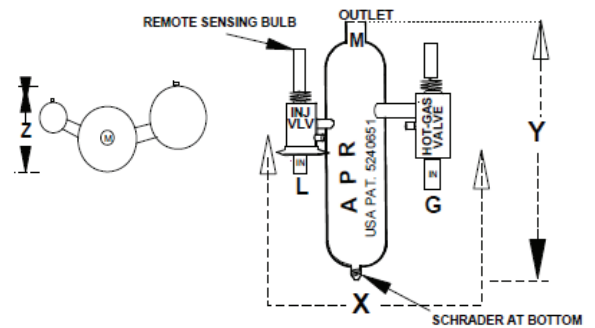 REMOTE SENSING BULB
OUTLET
M
INJ
VLV
IN
L
A P R
USA PAT. 5240651
HOT-GAS
VALVE
IN
G
Y
Z
M
X
SCHRADER AT BOTTOM